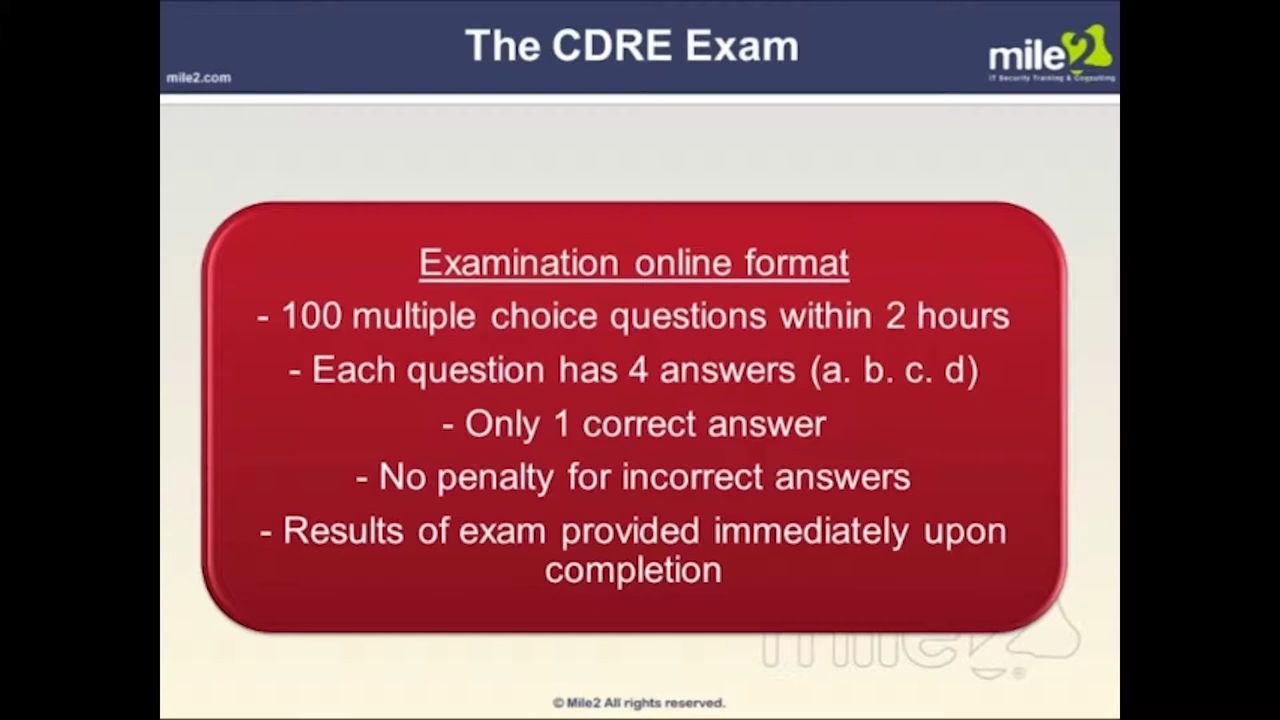 The CDRE Exam
mile2.com
mile2
IT Security Training & Consulting
Examination online format
- 100 multiple choice questions within 2 hours
- Each question has 4 answers (a. b. c. d)
- Only 1 correct answer
- No penalty for incorrect answers
- Results of exam provided immediately upon
completion
mile2®
© Mile2 All rights reserved.